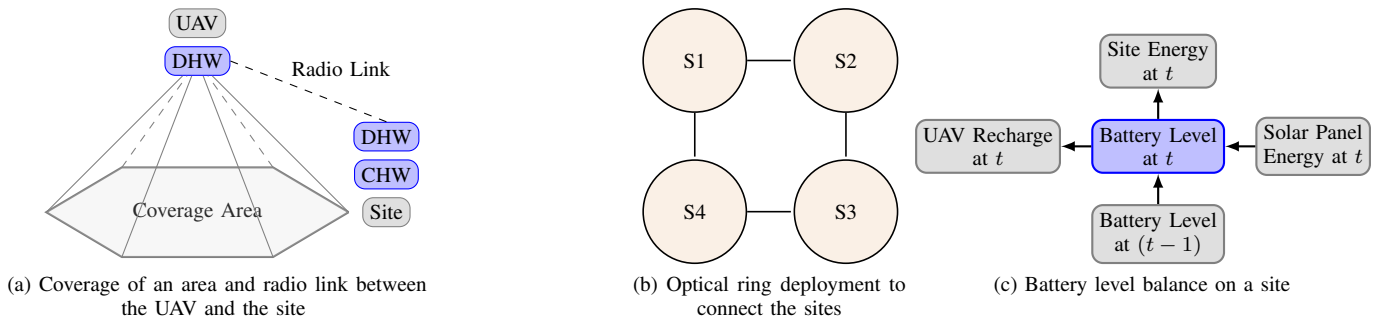 UAV
DHW
Radio Link
DHW
CHW
Site
Coverage Area
(a) Coverage of an area and radio link between
the UAV and the site
S1
S2
S4
S3
(b) Optical ring deployment to
connect the sites
Site Energy
at t
UAV Recharge
at t
Battery Level
at t
Solar Panel
Energy at t
Battery Level
at (t − 1)
(c) Battery level balance on a site